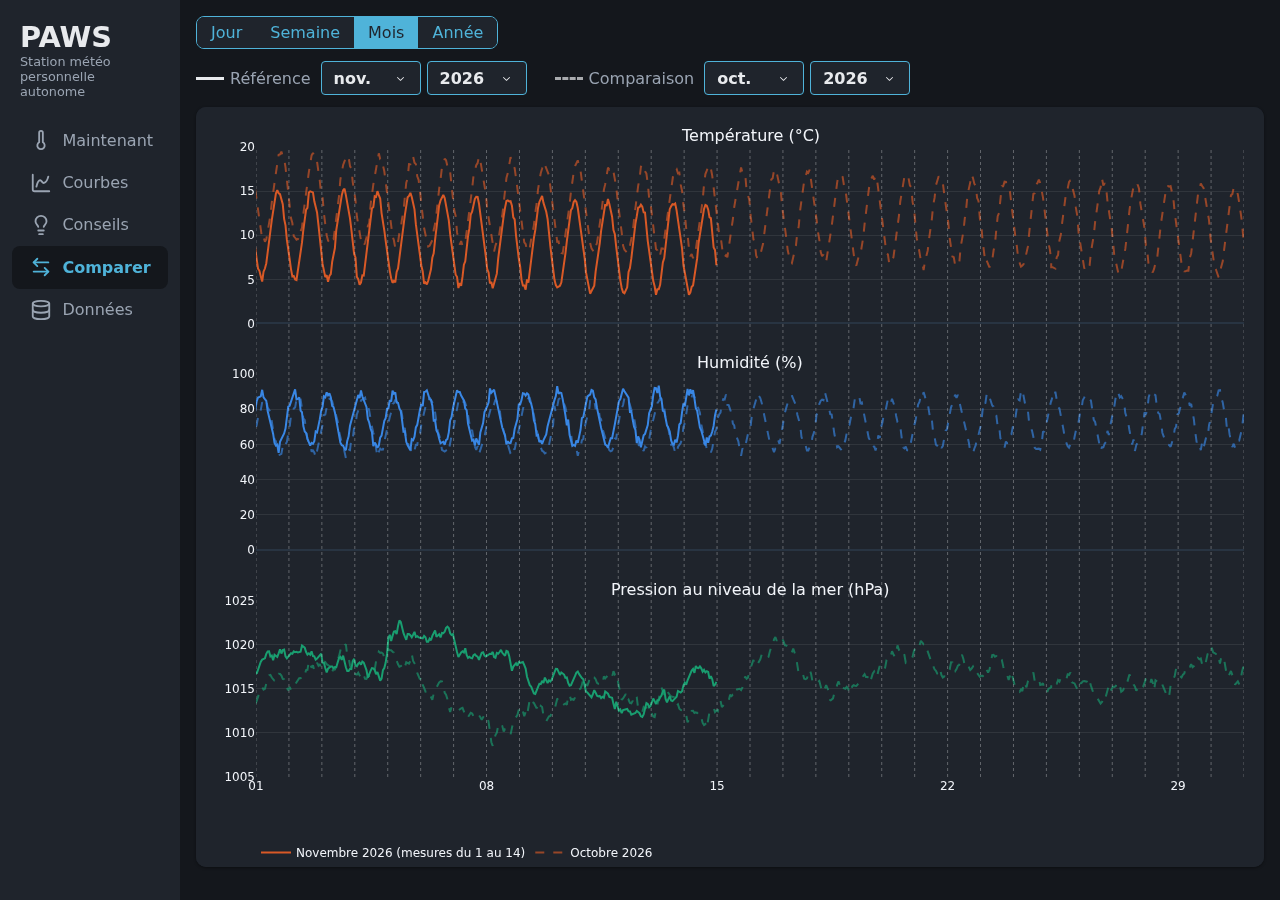 PAWS
Station météo
personnelle
autonome
Maintenant
Courbes
Conseils
Comparer
Données
Jour Semaine Mois Année
Référence nov. 2026 Comparaison oct. 2026
Température (°C)
20
15
10
5
0
Humidité (%)
100
80
60
40
20
0
Pression au niveau de la mer (hPa)
1025
1020
1015
1010
1005
01 08 15 22 29
Novembre 2026 (mesures du 1 au 14) Octobre 2026